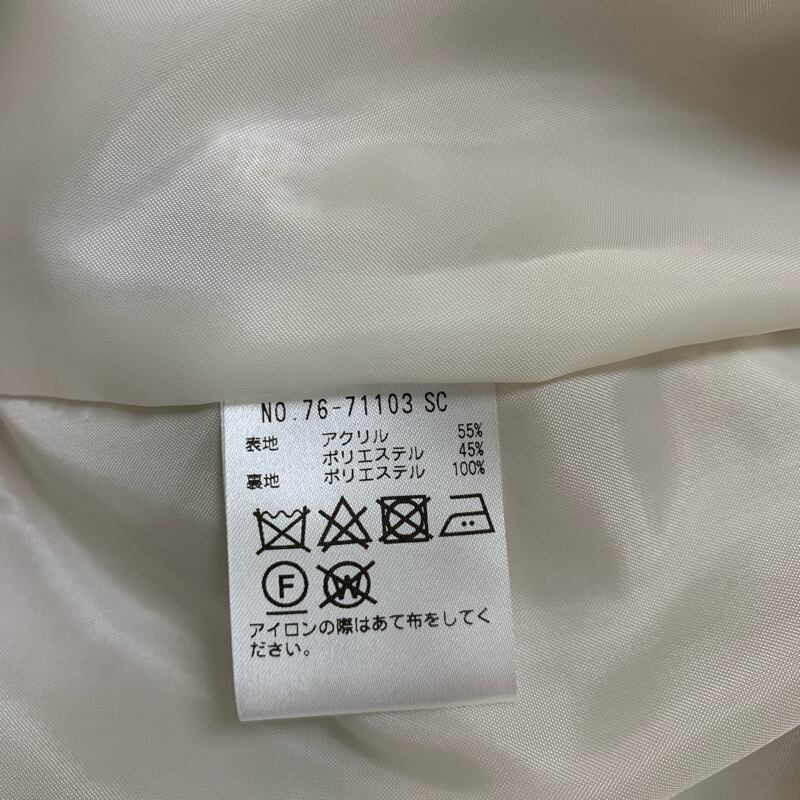 NO.76-71103 SC
表地 アクリル 55%
ポリエステル 45%
裏地 ポリエステル 100%
F W
アイロンの際はあて布をしてく
ださい。